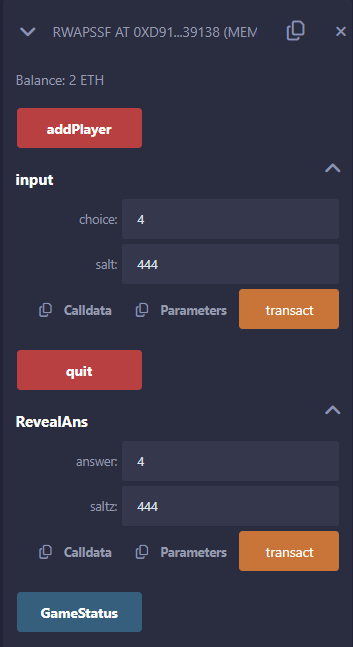 RWAPSSF AT 0XD91...39138 (MEM
Balance: 2 ETH
addPlayer
input
choice: 4
salt: 444
Calldata Parameters transact
quit
RevealAns
answer: 4
saltz: 444
Calldata Parameters transact
GameStatus